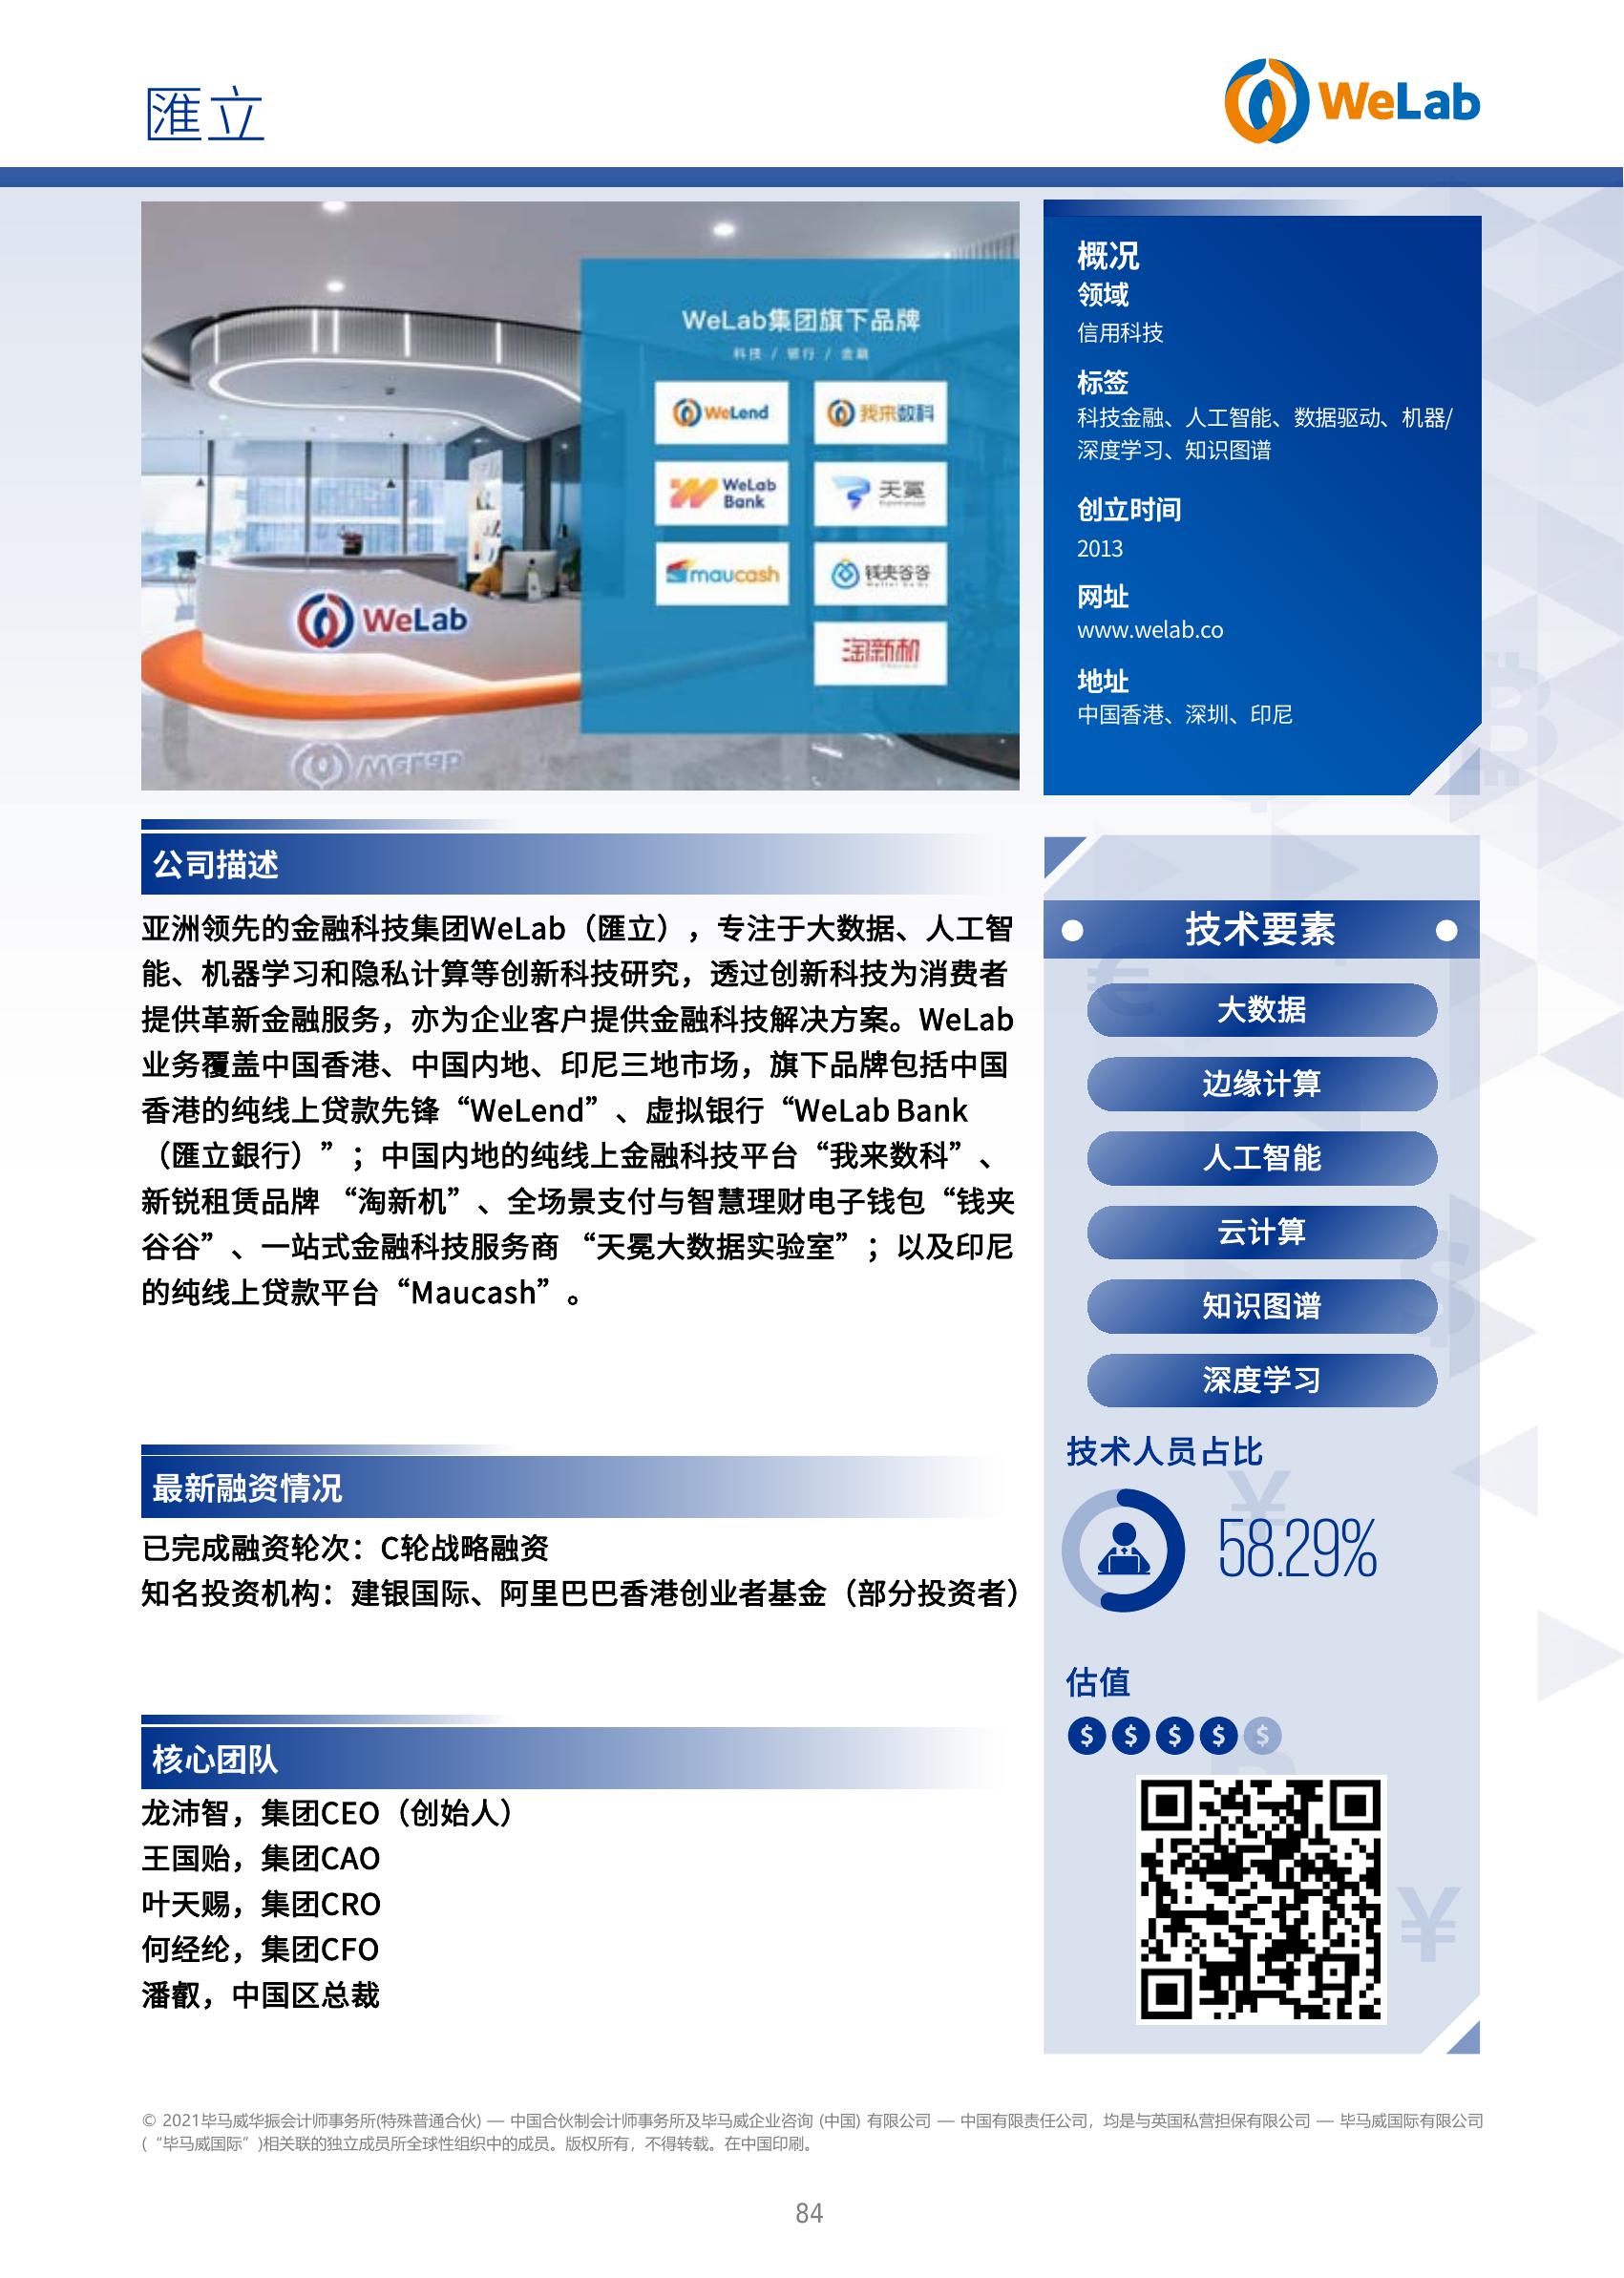 匯立
WeLab
WeLab集团旗下品牌
科技 / 银行 / 金融
WeLend
我来数科
WeLab
Bank
天冕
maucash
钱夹谷谷
淘新机
WeLab
概况
领域
信用科技
标签
科技金融、人工智能、数据驱动、机器/
深度学习、知识图谱
创立时间
2013
网址
www.welab.co
地址
中国香港、深圳、印尼
公司描述
亚洲领先的金融科技集团WeLab（匯立），专注于大数据、人工智
能、机器学习和隐私计算等创新科技研究，透过创新科技为消费者
提供革新金融服务，亦为企业客户提供金融科技解决方案。WeLab
业务覆盖中国香港、中国内地、印尼三地市场，旗下品牌包括中国
香港的纯线上贷款先锋“WeLend”、虚拟银行“WeLab Bank
（匯立銀行）”；中国内地的纯线上金融科技平台“我来数科”、
新锐租赁品牌 “淘新机”、全场景支付与智慧理财电子钱包“钱夹
谷谷”、一站式金融科技服务商 “天冕大数据实验室”；以及印尼
的纯线上贷款平台“Maucash”。
最新融资情况
已完成融资轮次：C轮战略融资
知名投资机构：建银国际、阿里巴巴香港创业者基金（部分投资者）
核心团队
龙沛智，集团CEO（创始人）
王国贻，集团CAO
叶天赐，集团CRO
何经纶，集团CFO
潘叡，中国区总裁
技术要素
大数据
边缘计算
人工智能
云计算
知识图谱
深度学习
技术人员占比
58.29%
估值
$ $ $ $ $
© 2021毕马威华振会计师事务所(特殊普通合伙) — 中国合伙制会计师事务所及毕马威企业咨询 (中国) 有限公司 — 中国有限责任公司，均是与英国私营担保有限公司 — 毕马威国际有限公司
(“毕马威国际”)相关联的独立成员所全球性组织中的成员。版权所有，不得转载。在中国印刷。
84